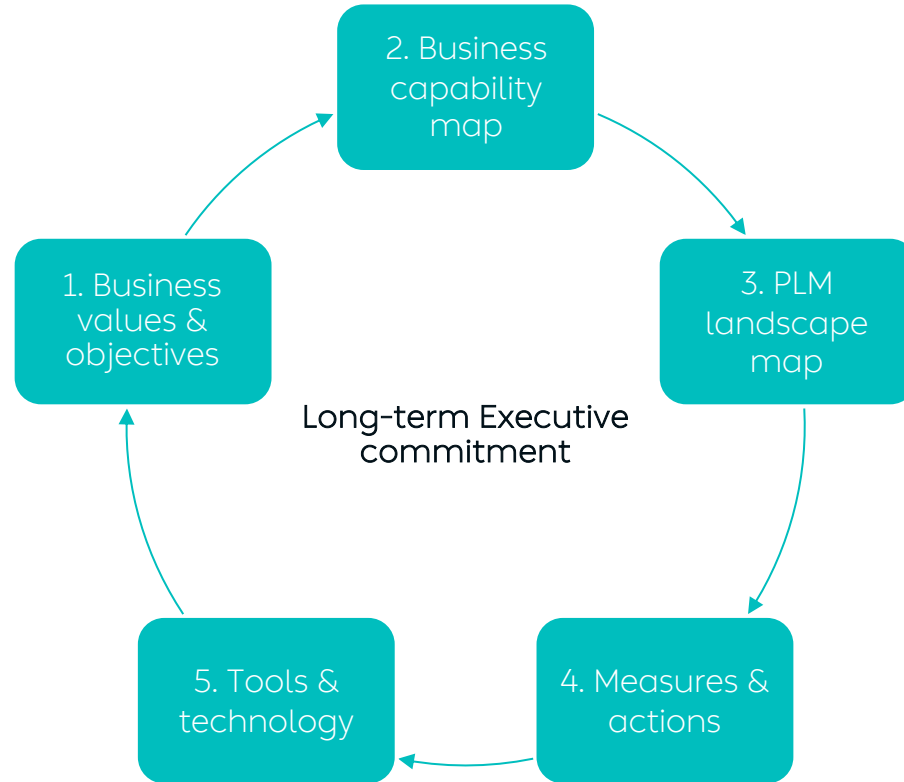 2. Business
capability
map
1. Business
values &
objectives
3. PLM
landscape
map
Long-term Executive
commitment
5. Tools &
technology
4. Measures &
actions